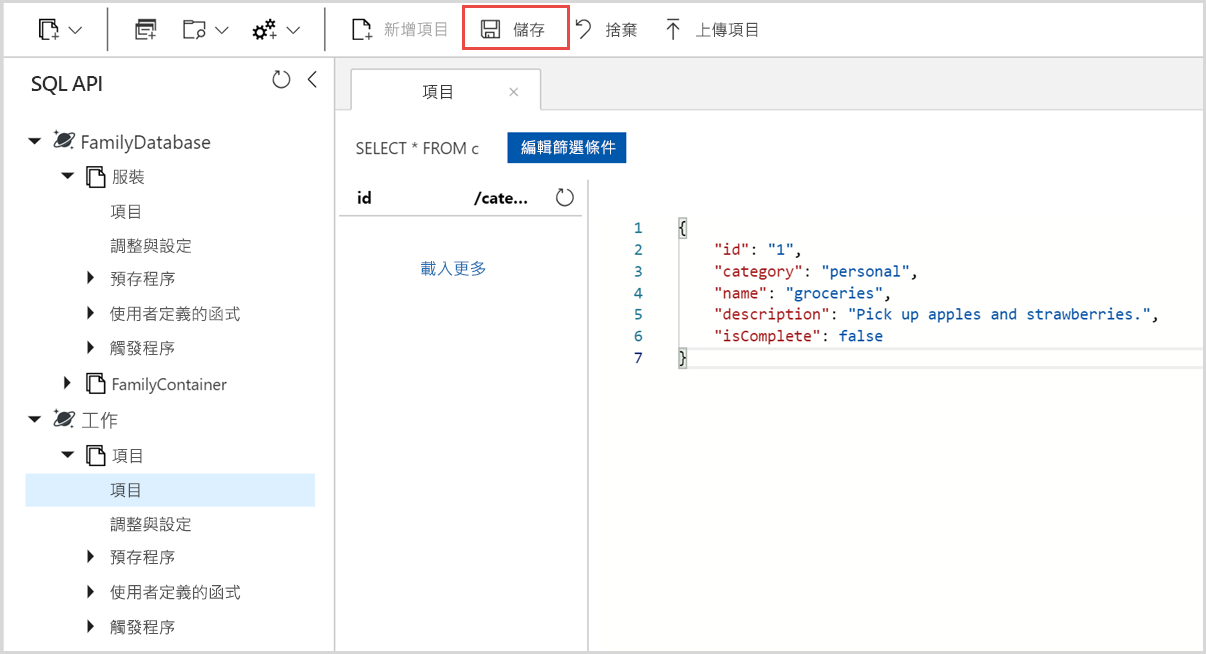 新增項目 儲存 捨棄 上傳項目
SQL API
FamilyDatabase
服裝
項目
調整與設定
預存程序
使用者定義的函式
觸發程序
FamilyContainer
工作
項目
項目
調整與設定
預存程序
使用者定義的函式
觸發程序
項目
SELECT * FROM c 編輯篩選條件
id /cate...
載入更多
1 {
2 "id": "1",
3 "category": "personal",
4 "name": "groceries",
5 "description": "Pick up apples and strawberries.",
6 "isComplete": false
7 }